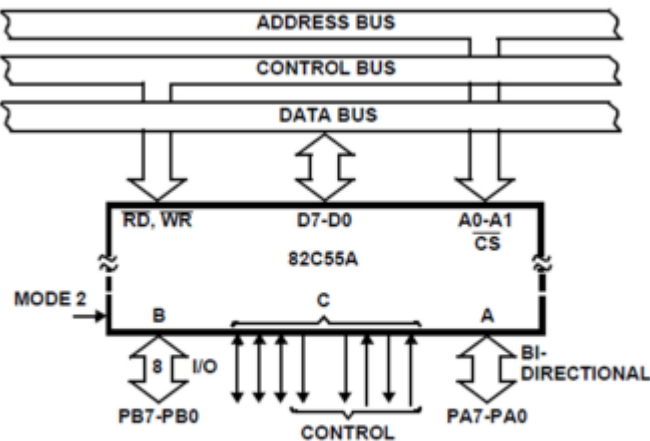 ADDRESS BUS
CONTROL BUS
DATA BUS
RD, WR
D7-D0
A0-A1
CS
82C55A
MODE 2
B
C
A
8
I/O
BI-
DIRECTIONAL
PB7-PB0
CONTROL
PA7-PA0